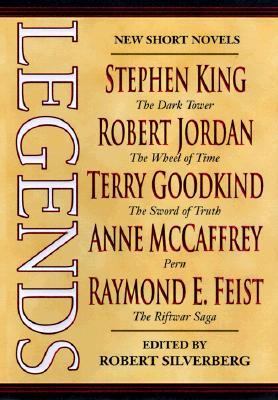 LEGENDS
NEW SHORT NOVELS
STEPHEN KING
The Dark Tower
ROBERT JORDAN
The Wheel of Time
TERRY GOODKIND
The Sword of Truth
ANNE McCAFFREY
Pern
RAYMOND E. FEIST
The Riftwar Saga
EDITED BY
ROBERT SILVERBERG